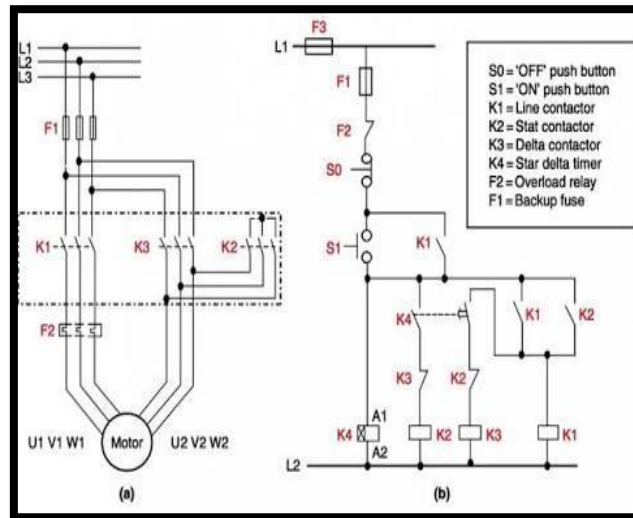 L1
L2
L3
F1
K1
K3
K2
F2
U1 V1 W1
Motor
U2 V2 W2
(a)
F3
L1
F1
F2
S0
S1
K1
K4
K1
K2
K3
K2
A1
K4
K2
K3
K1
A2
L2
(b)
S0 = 'OFF' push button
S1 = 'ON' push button
K1 = Line contactor
K2 = Stat contactor
K3 = Delta contactor
K4 = Star delta timer
F2 = Overload relay
F1 = Backup fuse